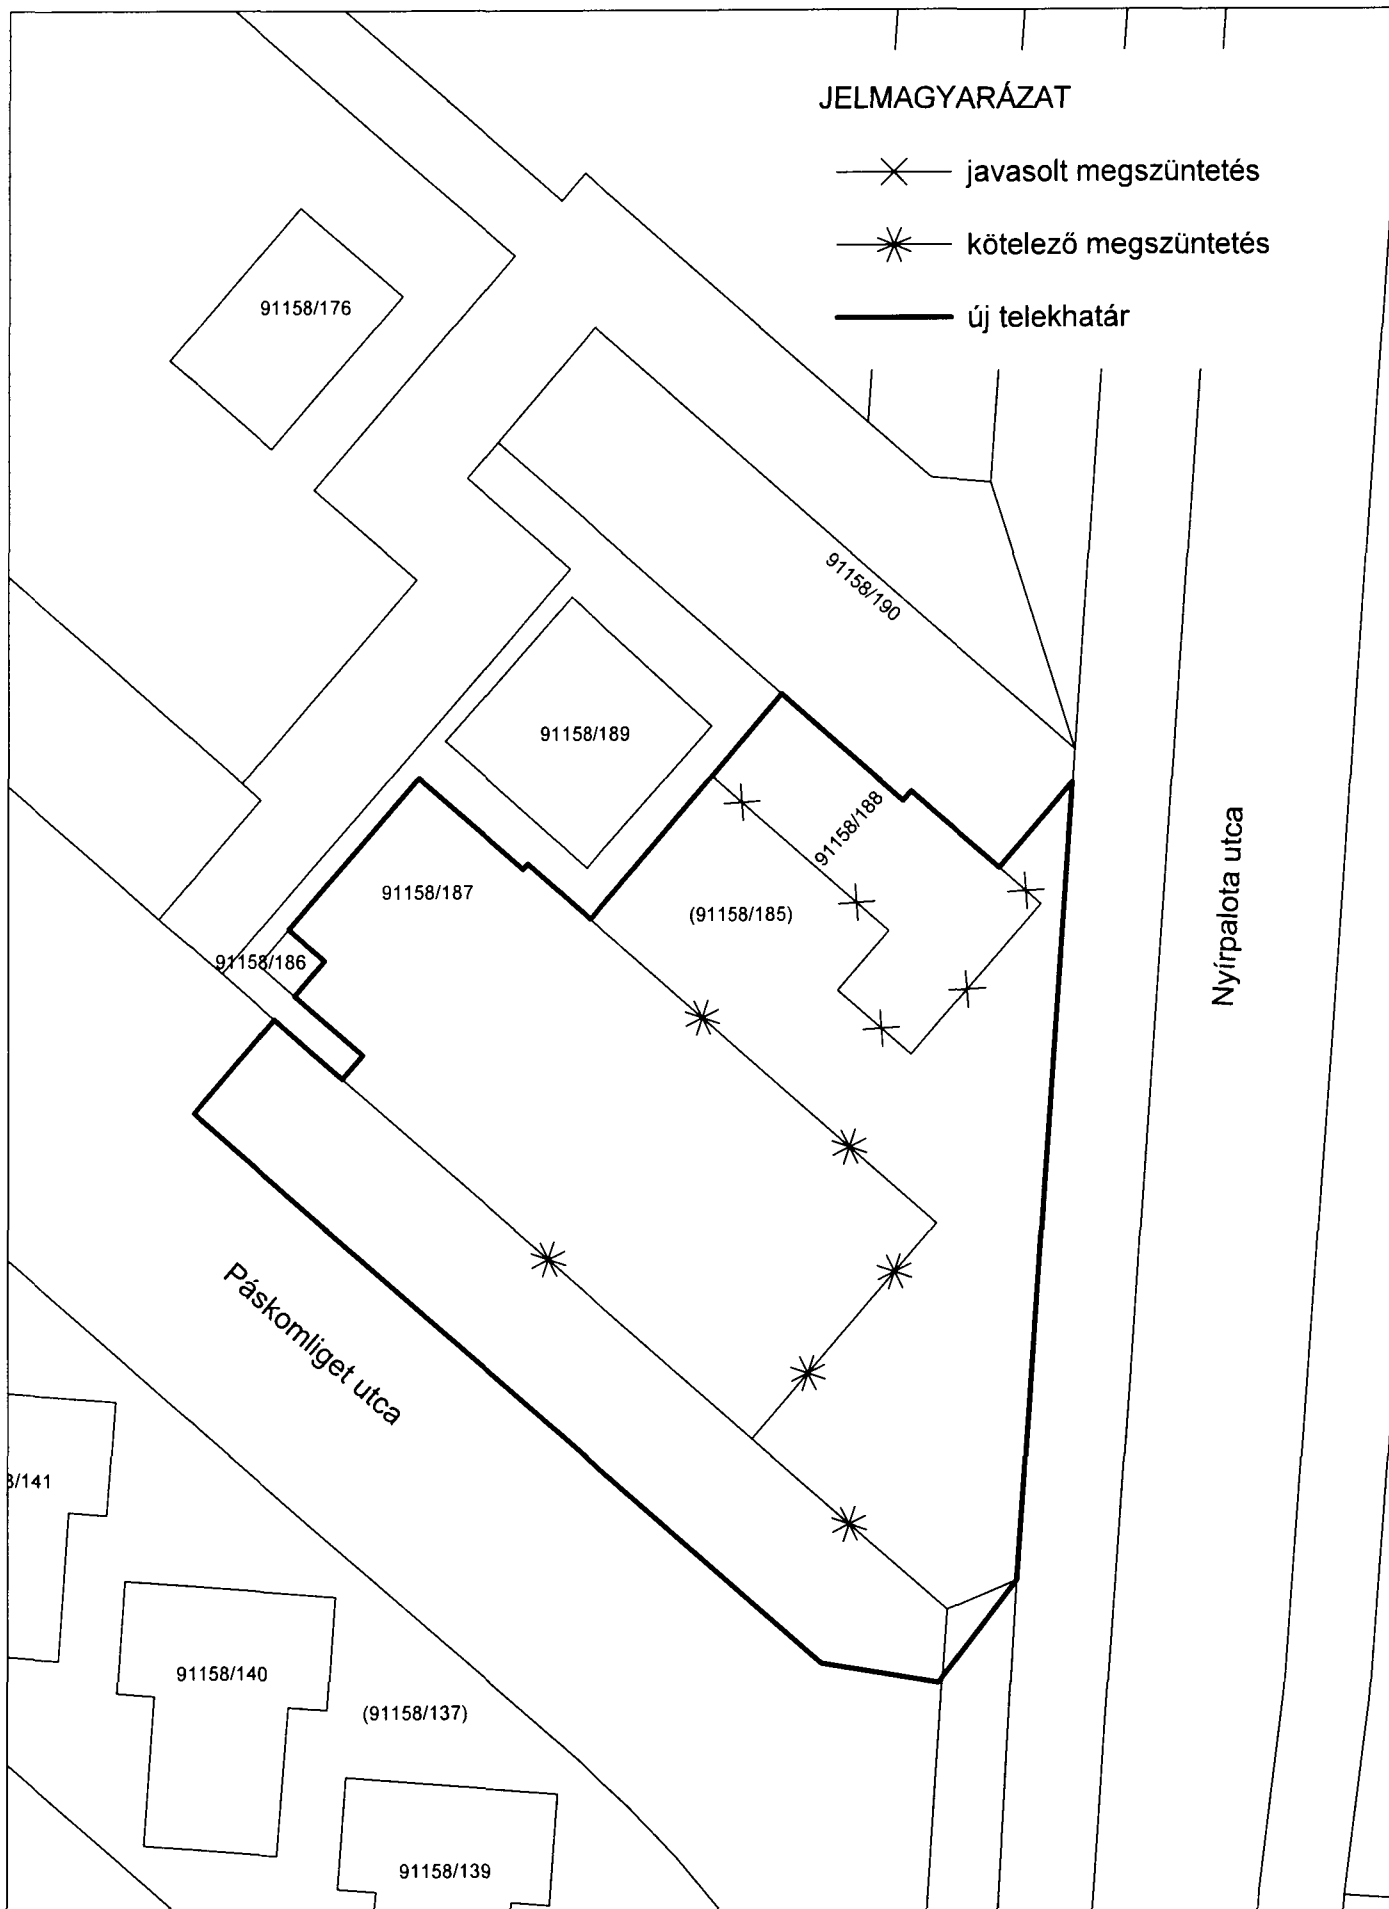 JELMAGYARÁZAT
javasolt megszüntetés
kötelező megszüntetés
új telekhatár
91158/176
91158/190
91158/189
91158/188
91158/187
(91158/185)
91158/186
Nyírpalota utca
Páskomliget utca
/141
91158/140
(91158/137)
91158/139